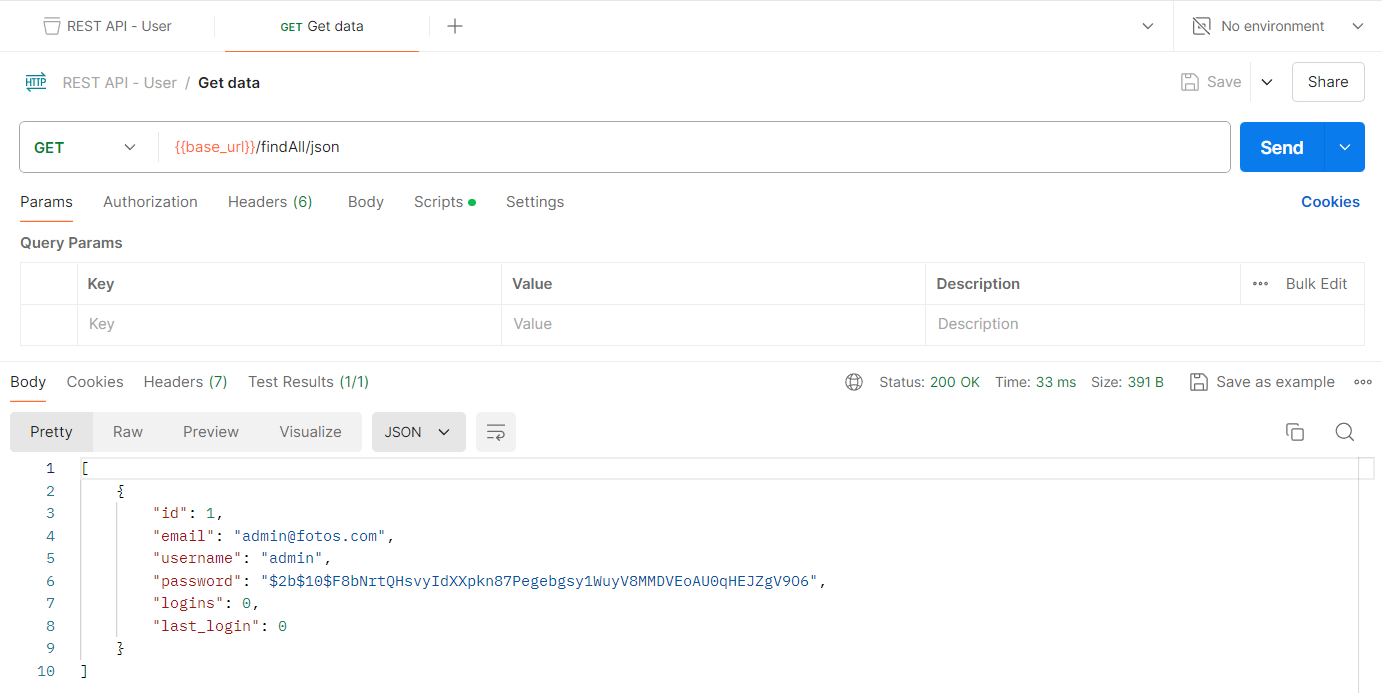 REST API - User
GET Get data
No environment
HTTP REST API - User / Get data
Save
Share
GET
{{base_url}}/findAll/json
Send
Params Authorization Headers (6) Body Scripts Settings
Cookies
Query Params
Key Value Description ••• Bulk Edit
Key Value Description
Body Cookies Headers (7) Test Results (1/1)
Status: 200 OK Time: 33 ms Size: 391 B Save as example
Pretty Raw Preview Visualize JSON
1 [
2 {
3 "id": 1,
4 "email": "admin@fotos.com",
5 "username": "admin",
6 "password": "$2b$10$F8bNrtQHsvyIdXXpkn87Pegebgsy1WuyV8MMDVEoAU0qHEJZgV9O6",
7 "logins": 0,
8 "last_login": 0
9 }
10 ]